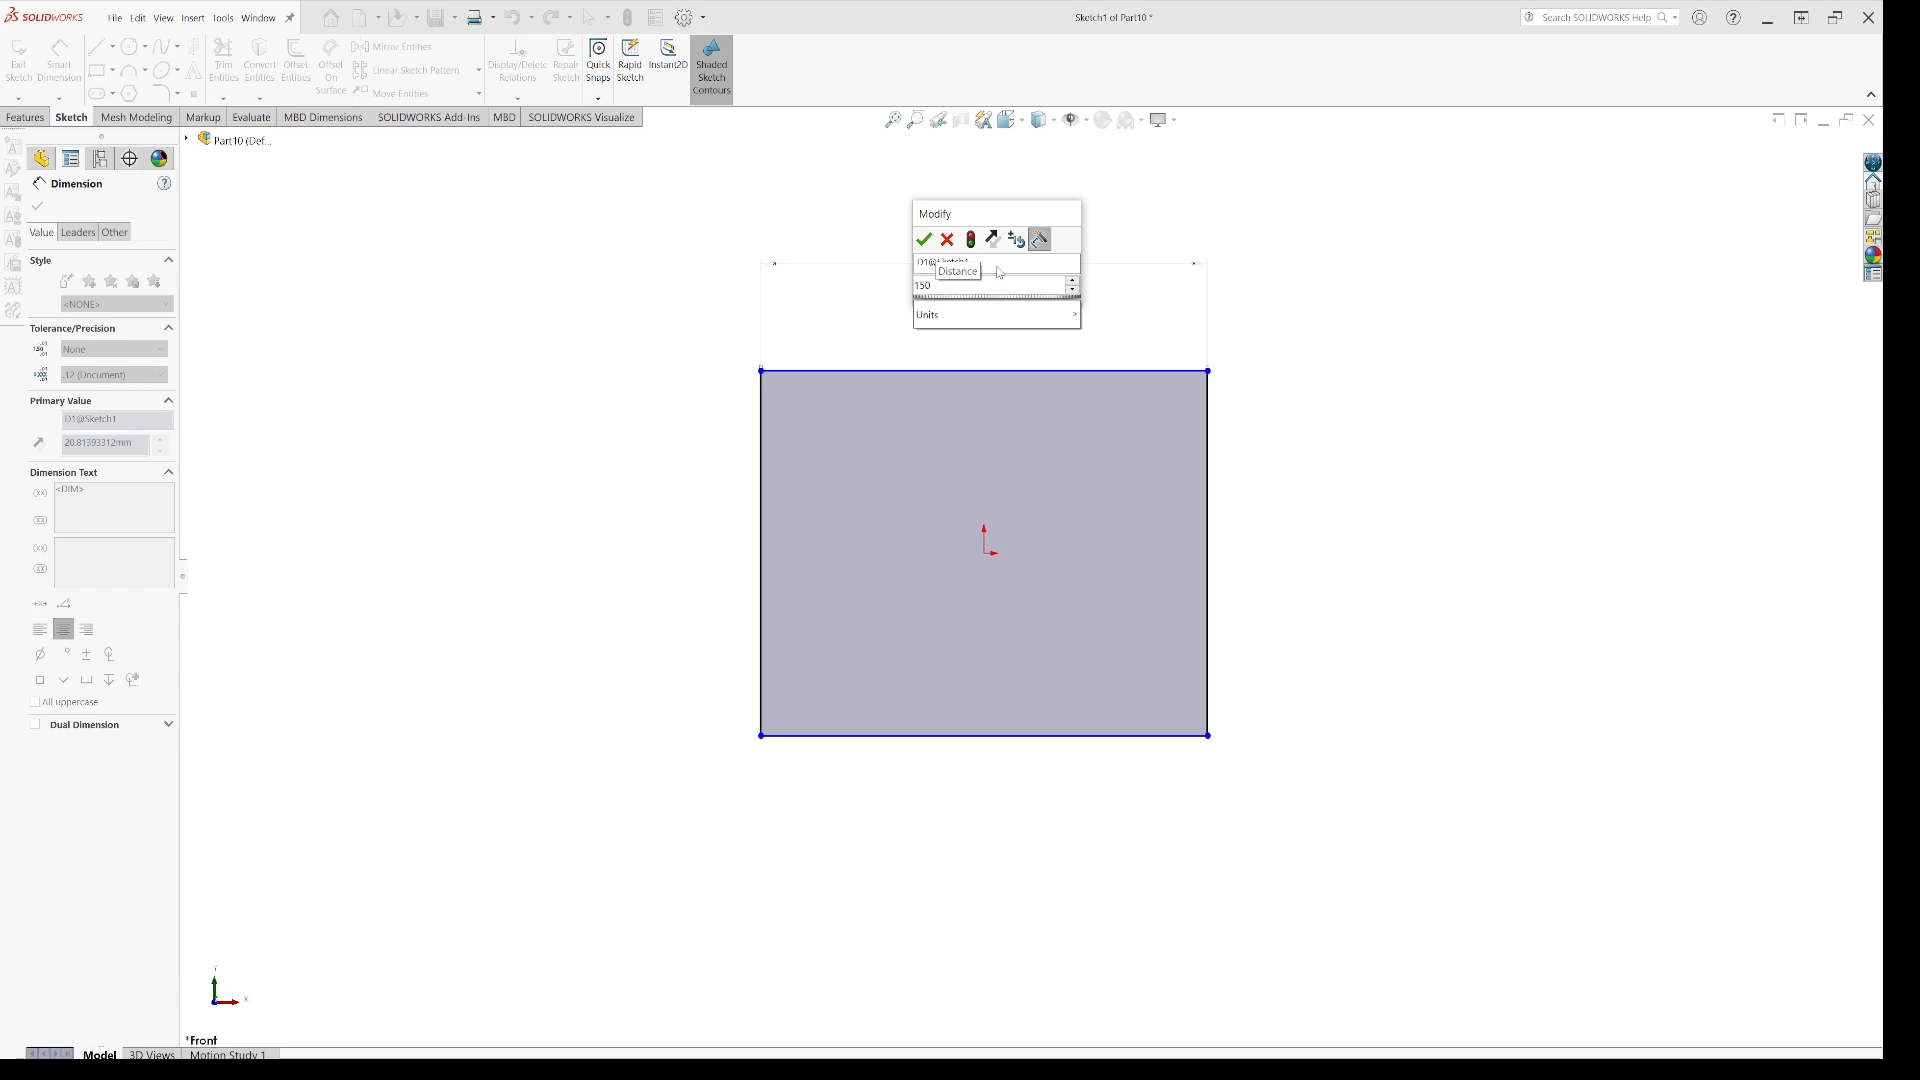 SOLIDWORKS File Edit View Insert Tools Window
Sketch1 of Part10 *
Search SOLIDWORKS Help
Exit Sketch
Smart Dimension
Trim Entities
Convert Entities
Offset Entities
Offset On Surface
Mirror Entities
Linear Sketch Pattern
Move Entities
Display/Delete Relations
Repair Sketch
Quick Snaps
Rapid Sketch
Instant2D
Shaded Sketch Contours
Features Sketch Mesh Modeling Markup Evaluate MBD Dimensions SOLIDWORKS Add-Ins MBD SOLIDWORKS Visualize
Part10 (Def...
Dimension
Value Leaders Other
Style
<NONE>
Tolerance/Precision
None
.12 (Document)
Primary Value
D1@Sketch1
20.81393312mm
Dimension Text
<DIM>
All uppercase
Dual Dimension
Modify
D1@Sketch1
Distance
150
Units
Y
X
*Front
Model 3D Views Motion Study 1